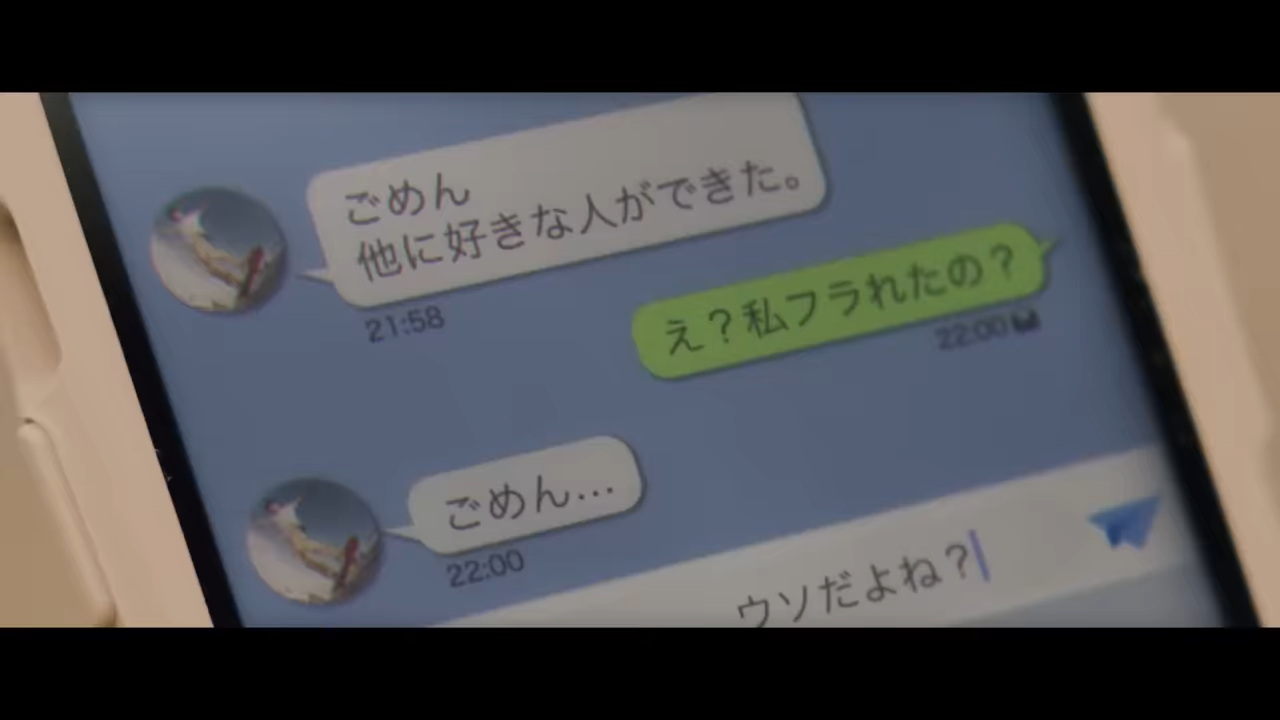 ごめん
他に好きな人ができた。
21:58
え？私フラれたの？
22:00
ごめん…
22:00
ウソだよね？